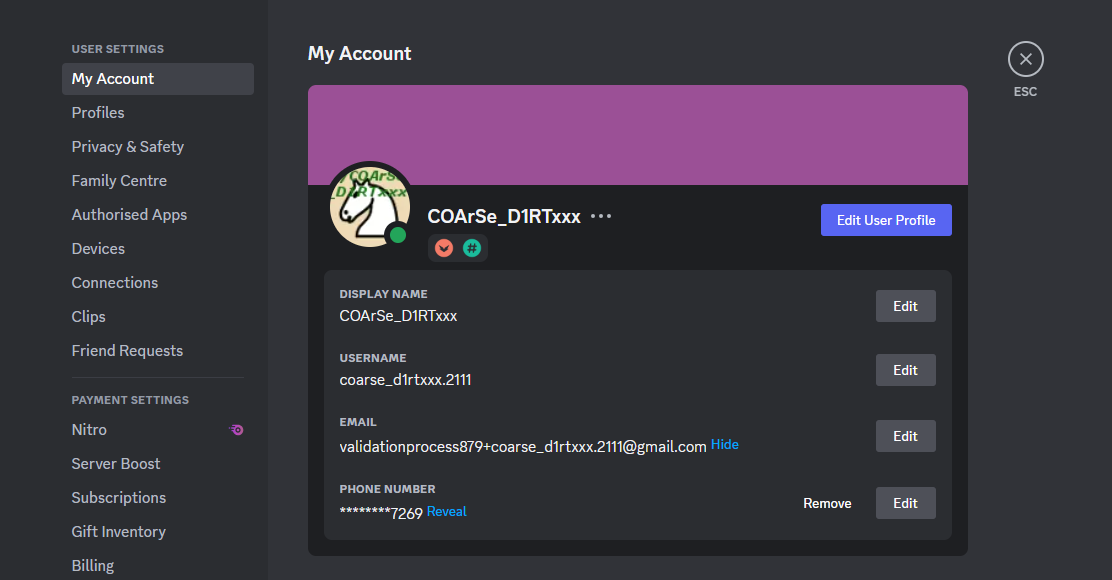 USER SETTINGS
My Account
Profiles
Privacy & Safety
Family Centre
Authorised Apps
Devices
Connections
Clips
Friend Requests
PAYMENT SETTINGS
Nitro
Server Boost
Subscriptions
Gift Inventory
Billing
My Account
ESC
COArSe
_D1RTxxx
COArSe_D1RTxxx
#
Edit User Profile
DISPLAY NAME
COArSe_D1RTxxx
Edit
USERNAME
coarse_d1rtxxx.2111
Edit
EMAIL
validationprocess879+coarse_d1rtxxx.2111@gmail.com Hide
Edit
PHONE NUMBER
********7269 Reveal
Remove
Edit